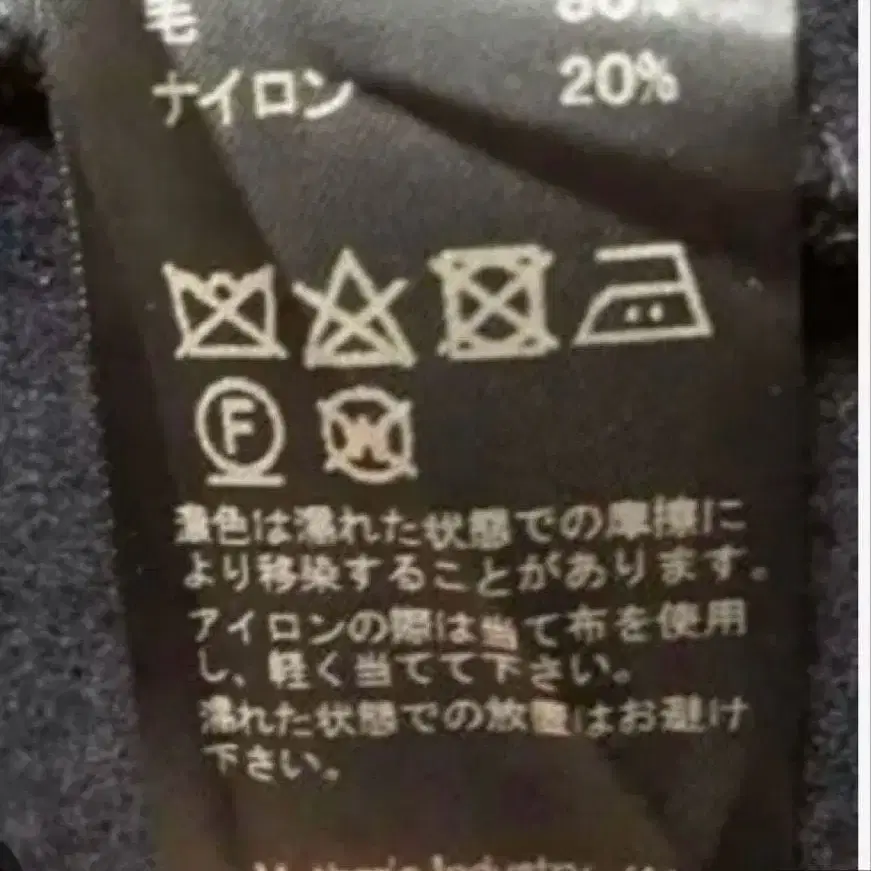 毛 80%
ナイロン 20%
F
W
濃色は濡れた状態での摩擦に
より移染することがあります。
アイロンの際は当て布を使用
し、軽く当てて下さい。
濡れた状態での放置はお避け
下さい。